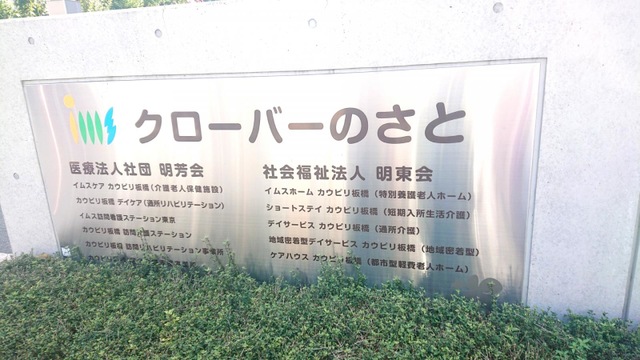 ims クローバーのさと
医療法人社団 明芳会
イムスケア カウピリ板橋(介護老人保健施設)
カウピリ板橋 デイケア(通所リハビリテーション)
イムス訪問看護ステーション東京
カウピリ板橋 訪問介護ステーション
カウピリ板橋 訪問リハビリテーション事業所
社会福祉法人 明東会
イムスホーム カウピリ板橋(特別養護老人ホーム)
ショートステイ カウピリ板橋(短期入所生活介護)
デイサービス カウピリ板橋(通所介護)
地域密着型デイサービス カウピリ板橋(地域密着型)
ケアハウス カウピリ板橋(都市型軽費老人ホーム)